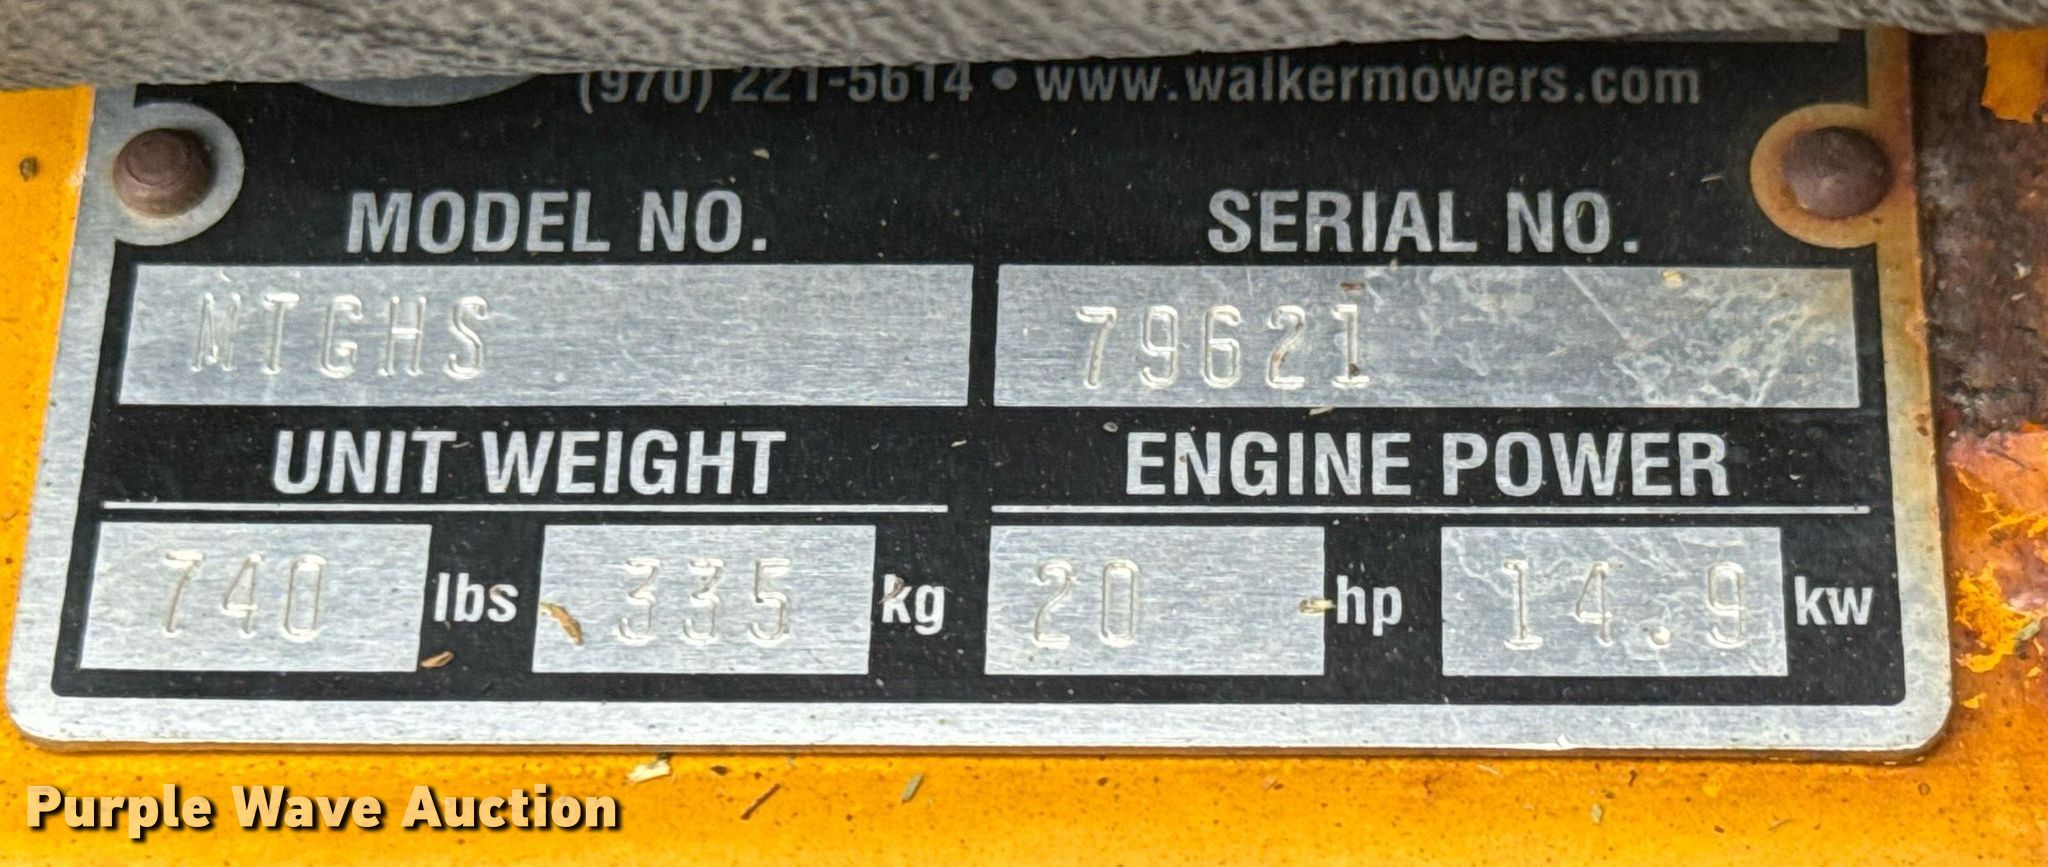 (970) 221-5614 • www.walkermowers.com
MODEL NO. SERIAL NO.
MTGHS 79621
UNIT WEIGHT ENGINE POWER
740 lbs 335 kg 20 hp 14.9 kw
Purple Wave Auction